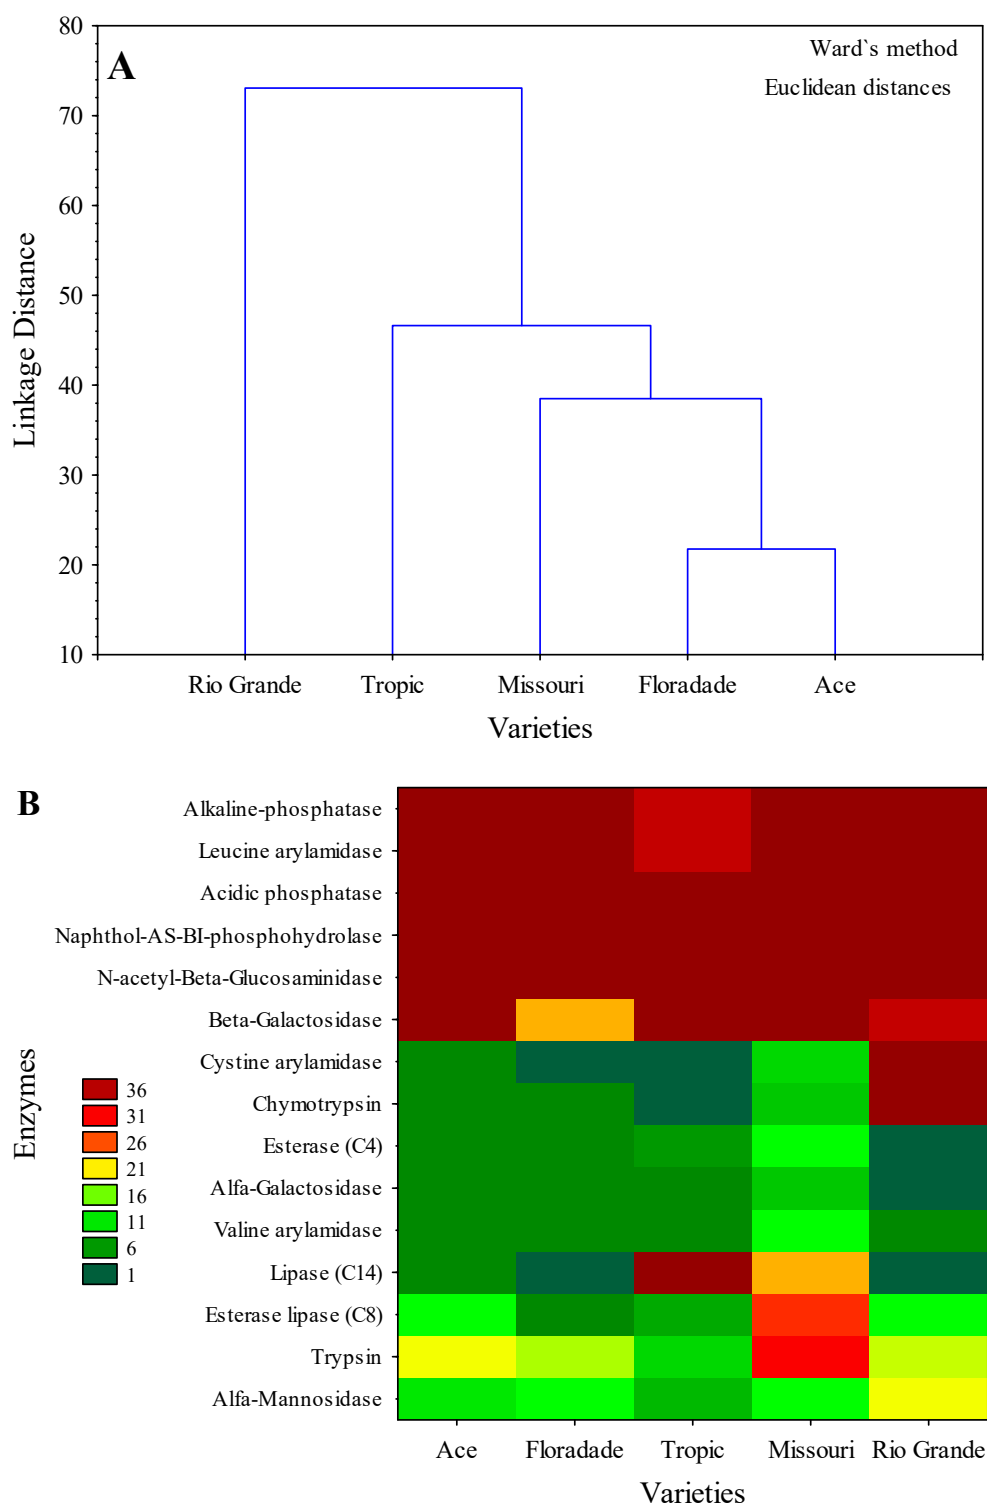 80
A
Ward`s method
Euclidean distances
70
60
50
40
30
20
10
Linkage Distance
Rio Grande Tropic Missouri Floradade Ace
Varieties
B
Alkaline-phosphatase
Leucine arylamidase
Acidic phosphatase
Naphthol-AS-BI-phosphohydrolase
N-acetyl-Beta-Glucosaminidase
Beta-Galactosidase
Cystine arylamidase
Chymotrypsin
Esterase (C4)
Alfa-Galactosidase
Valine arylamidase
Lipase (C14)
Esterase lipase (C8)
Trypsin
Alfa-Mannosidase
Enzymes
36
31
26
21
16
11
6
1
Ace Floradade Tropic Missouri Rio Grande
Varieties